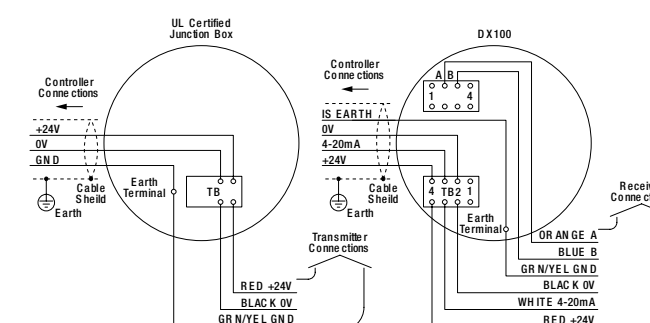 UL Certified
Junction Box
Controller
Connections
+24V
0V
GND
Earth
Cable
Sheild
Earth
Terminal
TB
RED +24V
BLACK 0V
GRN/YEL GND
Transmitter
Connections
DX100
Controller
Connections
A B
1 4
IS EARTH
0V
4-20mA
+24V
Earth
Cable
Sheild
4 TB2 1
Earth
Terminal
ORANGE A
BLUE B
GRN/YEL GND
BLACK 0V
WHITE 4-20mA
RED +24V